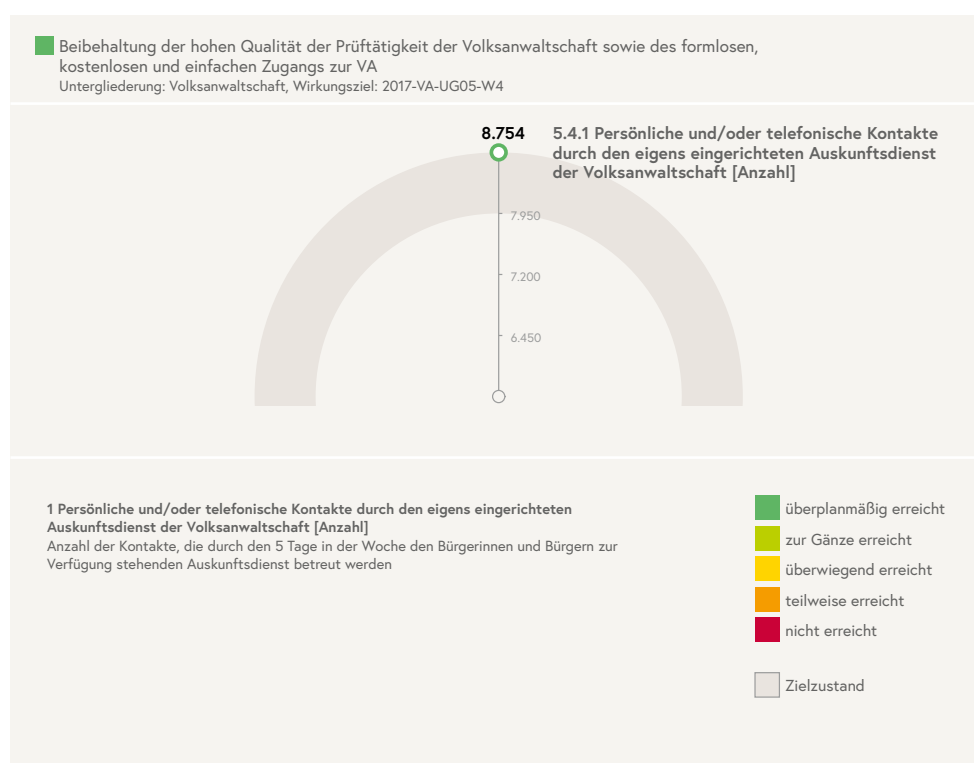 Beibehaltung der hohen Qualität der Prüftätigkeit der Volksanwaltschaft sowie des formlosen,
kostenlosen und einfachen Zugangs zur VA
Untergliederung: Volksanwaltschaft, Wirkungsziel: 2017-VA-UG05-W4
8.754
5.4.1 Persönliche und/oder telefonische Kontakte
durch den eigens eingerichteten Auskunftsdienst
der Volksanwaltschaft [Anzahl]
7.950
7.200
6.450
1 Persönliche und/oder telefonische Kontakte durch den eigens eingerichteten
Auskunftsdienst der Volksanwaltschaft [Anzahl]
Anzahl der Kontakte, die durch den 5 Tage in der Woche den Bürgerinnen und Bürgern zur
Verfügung stehenden Auskunftsdienst betreut werden
überplanmäßig erreicht
zur Gänze erreicht
überwiegend erreicht
teilweise erreicht
nicht erreicht
Zielzustand